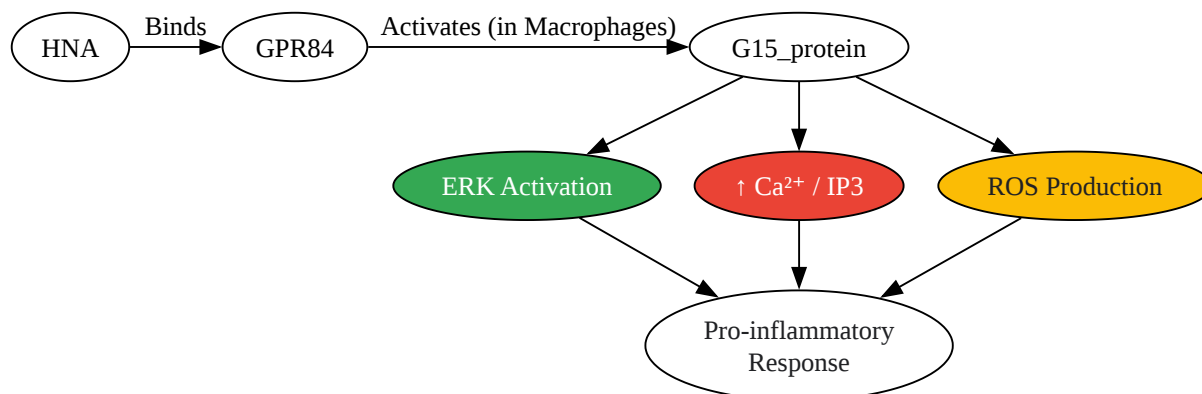 HNA
Binds
GPR84
Activates (in Macrophages)
G15_protein
ERK Activation
↑ Ca²⁺ / IP3
ROS Production
Pro-inflammatory
Response